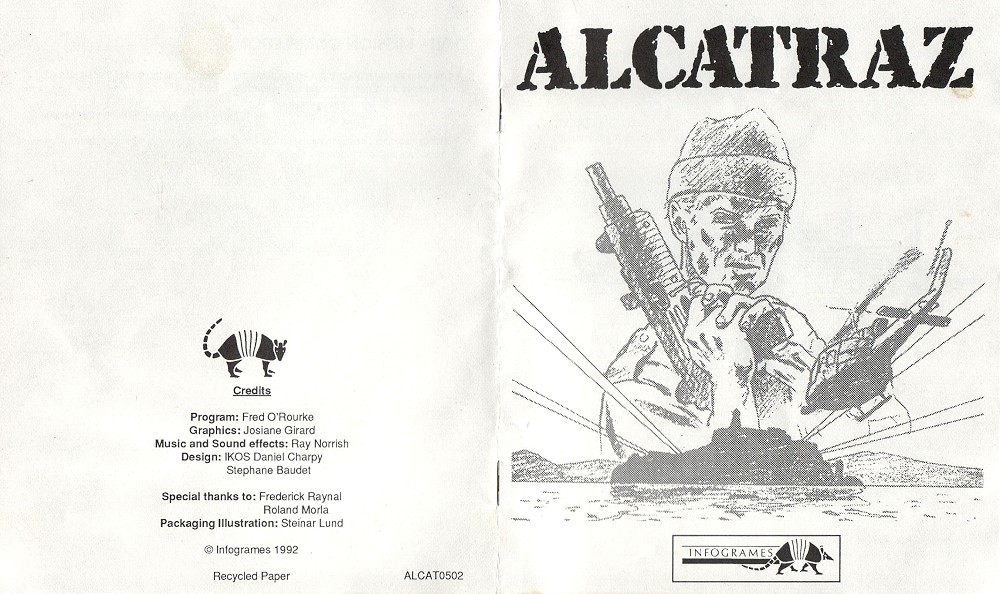 Credits
Program: Fred O'Rourke
Graphics: Josiane Girard
Music and Sound effects: Ray Norrish
Design: IKOS Daniel Charpy
Stephane Baudet
Special thanks to: Frederick Raynal
Roland Morla
Packaging Illustration: Steinar Lund
© Infogrames 1992
Recycled Paper
ALCAT0502
ALCATRAZ
INFOGRAMES